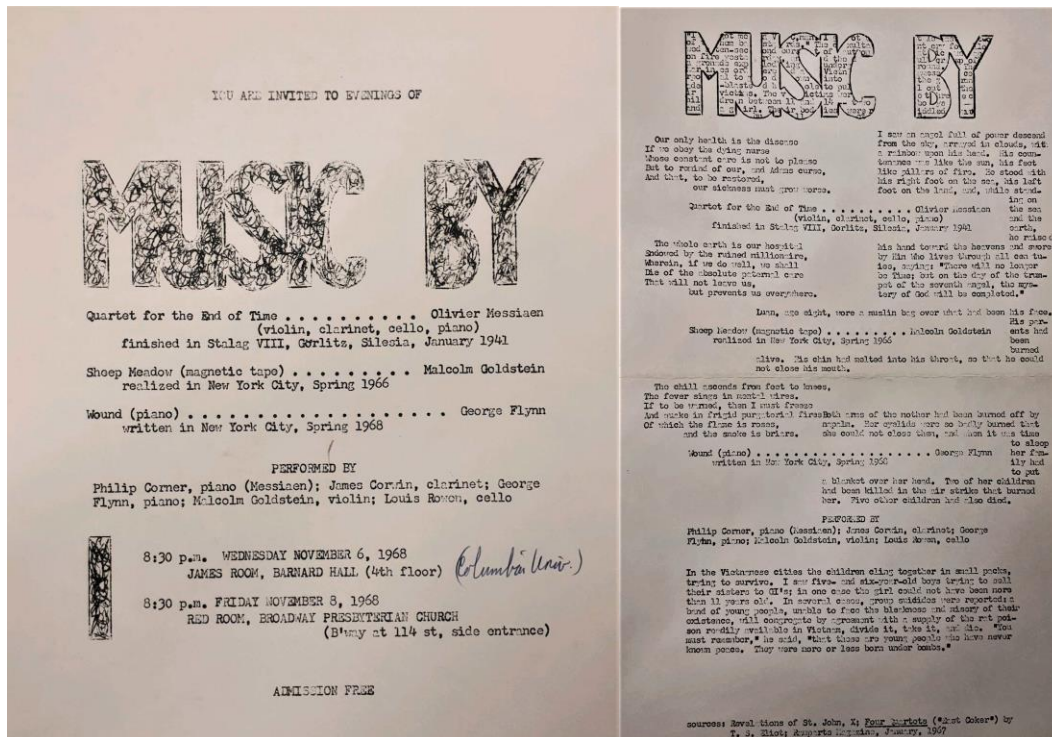 YOU ARE INVITED TO EVENINGS OF
MUSIC BY
Quartet for the End of Time . . . . . . . . . . Olivier Messiaen
(violin, clarinet, cello, piano)
finished in Stalag VIII, Gorlitz, Silesia, January 1941
Sheep Meadow (magnetic tape) . . . . . . . . . Malcolm Goldstein
realized in New York City, Spring 1966
Wound (piano) . . . . . . . . . . . . . . . . . . . . George Flynn
written in New York City, Spring 1968
PERFORMED BY
Philip Corner, piano (Messiaen); James Corwin, clarinet; George
Flynn, piano; Malcolm Goldstein, violin; Louis Rowen, cello
8:30 p.m. WEDNESDAY NOVEMBER 6, 1968
JAMES ROOM, BARNARD HALL (4th floor) (Columbia Univ.)
8:30 p.m. FRIDAY NOVEMBER 8, 1968
RED ROOM, BROADWAY PRESBYTERIAN CHURCH
(B'way at 114 st, side entrance)
ADMISSION FREE
MUSIC BY
Our only health is the disease
If we obey the dying nurse
Whose constant care is not to please
But to remind of our, and Adams curse,
And that, to be restored,
our sickness must grow worse.
I saw an angel full of power descend
from the sky, arrayed in clouds, with
a rainbow upon his head. His coun-
tenance was like the sun, his feet
like pillars of fire. He stood with
his right foot on the sea, his left
foot on the land, and, while stand-
ing on
the sea
and the
earth,
he raised
Quartet for the End of Time . . . . . . . . . . Olivier Messiaen
(violin, clarinet, cello, piano)
finished in Stalag VIII, Gorlitz, Silesia, January 1941
The whole earth is our hospital
Endowed by the ruined millionaire,
Wherein, if we do well, we shall
Die of the absolute paternal care
That will not leave us,
but prevents us everywhere.
his hand toward the heavens and swore
by Him who lives through all centu-
ies, saying: "There will no longer
be Time; but on the day of the trum-
pet of the seventh angel, the mys-
tery of God will be completed."
Luan, age eight, wore a muslin bag over what had been his face.
His par-
ents had
been
burned
Sheep Meadow (magnetic tape) . . . . . . . . . Malcolm Goldstein
realized in New York City, Spring 1966
alive. His chin had melted into his throat, so that he could
not close his mouth.
The chill ascends from feet to knees,
The fever sings in mental wires.
If to be warmed, then I must freeze
And quake in frigid purgatorial fires
Of which the flame is roses,
and the smoke is briars.
Both arms of the mother had been burned off by
napalm. Her eyelids were so badly burned that
she could not close them, and when it was time
to sleep
her fam-
ily had
to put
Wound (piano) . . . . . . . . . . . . . . . . . . . . George Flynn
written in New York City, Spring 1968
a blanket over her head. Two of her children
had been killed in the air strike that burned
her. Five other children had also died.
PERFORMED BY
Philip Corner, piano (Messiaen); James Corwin, clarinet; George
Flynn, piano; Malcolm Goldstein, violin; Louis Rowen, cello
In the Vietnamese cities the children cling together in small packs,
trying to survive. I saw five- and six-year-old boys trying to sell
their sisters to GI's; in one case the girl could not have been more
than 11 years old. In several cases, group suicides were reported: a
band of young people, unable to face the bleakness and misery of their
existence, will congregate by agreement with a supply of the rat poi-
son readily available in Vietnam, divide it, take it, and die. "You
must remember," he said, "that these are young people who have never
known peace. They were more or less born under bombs."
sources: Revelations of St. John, X; Four Quartets ("East Coker") by
T. S. Eliot; Ramparts Magazine, January, 1967